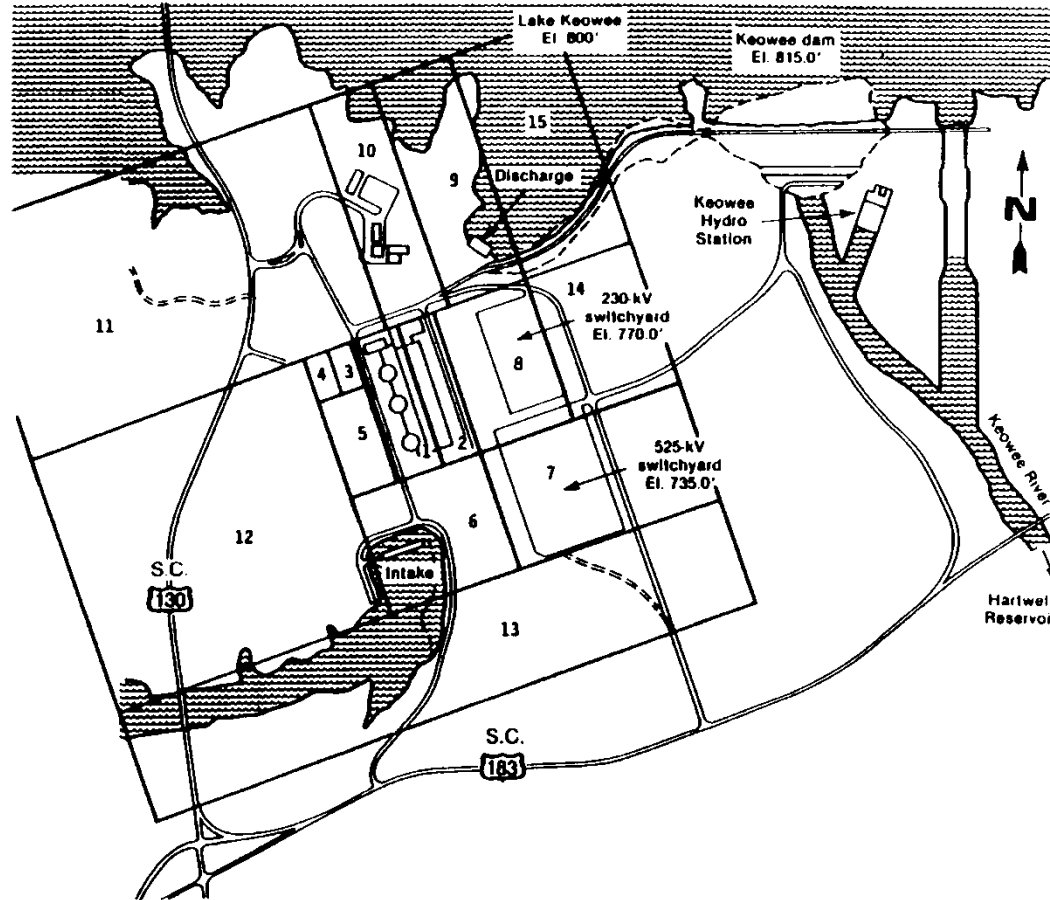 Lake Keowee
El. 800'
Keowee dam
El. 815.0'
15
10
9
Discharge
Keowee
Hydro
Station
N
14
230-kV
switchyard
El. 770.0'
11
8
4
3
5
1
2
525-kV
switchyard
El. 735.0'
7
Keowee River
12
6
S.C.
130
Intake
13
Hartwel
Reservoi
S.C.
183